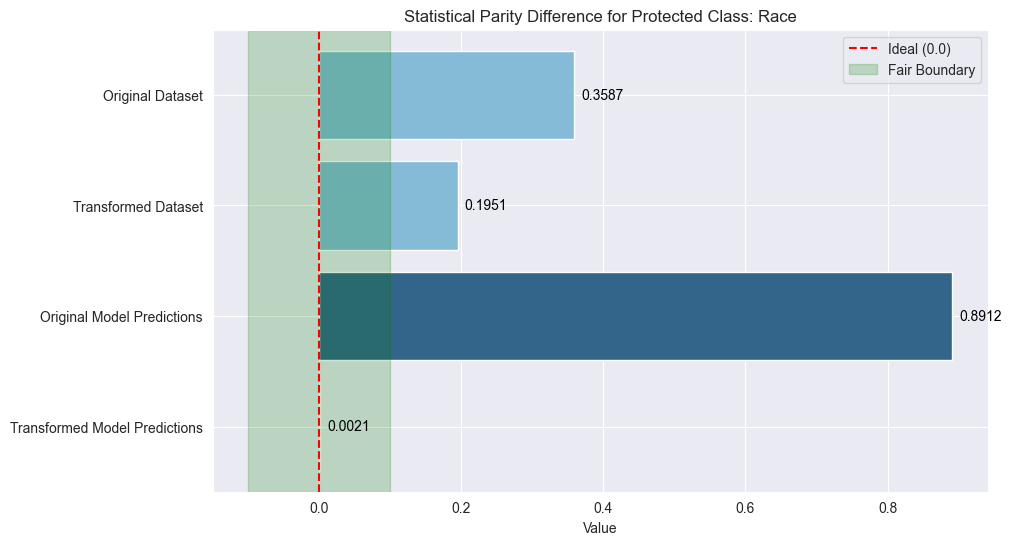 Statistical Parity Difference for Protected Class: Race
Ideal (0.0)
Fair Boundary
Original Dataset
0.3587
Transformed Dataset
0.1951
Original Model Predictions
0.8912
Transformed Model Predictions
0.0021
0.0
0.2
0.4
0.6
0.8
Value